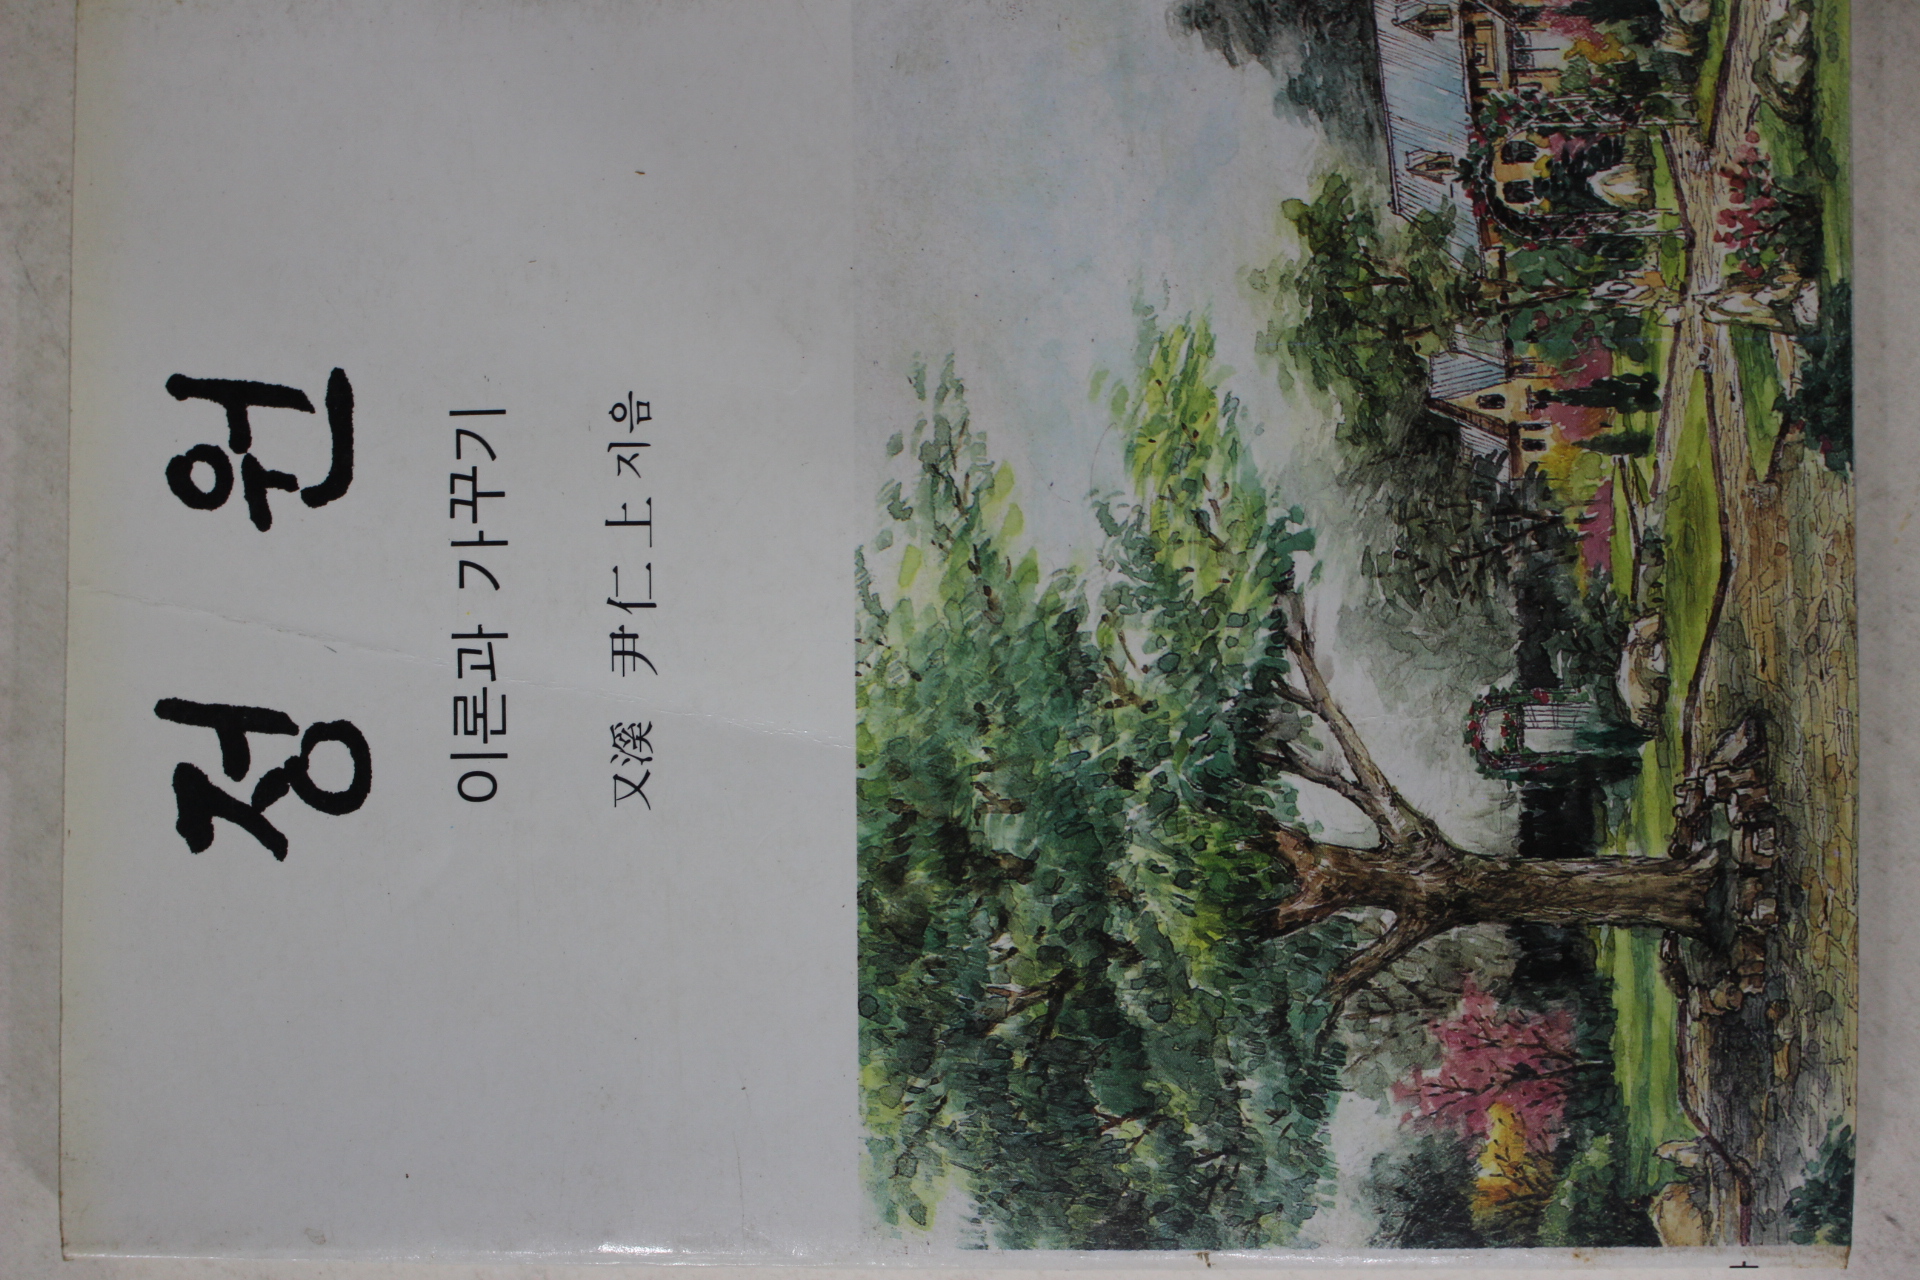 정원
이론과 가꾸기
又溪 尹仁上 지음